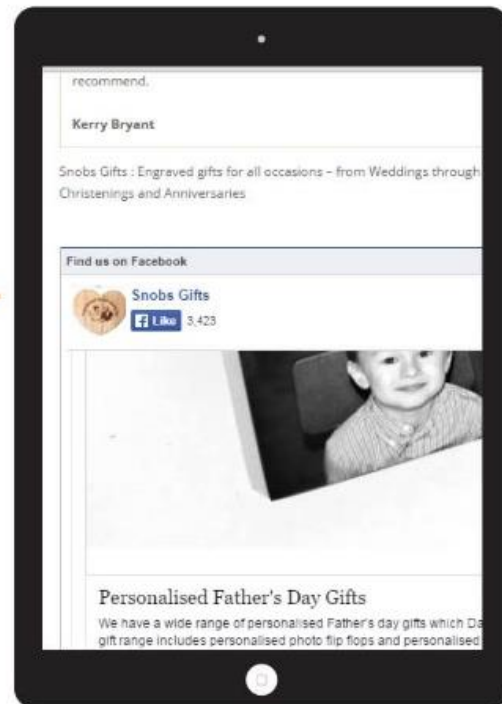 recommend.
Kerry Bryant
Snobs Gifts : Engraved gifts for all occasions – from Weddings through
Christenings and Anniversaries
Find us on Facebook
Snobs Gifts
Like 3,423
Personalised Father's Day Gifts
We have a wide range of personalised Father's day gifts which Da
gift range includes personalised photo flip flops and personalised